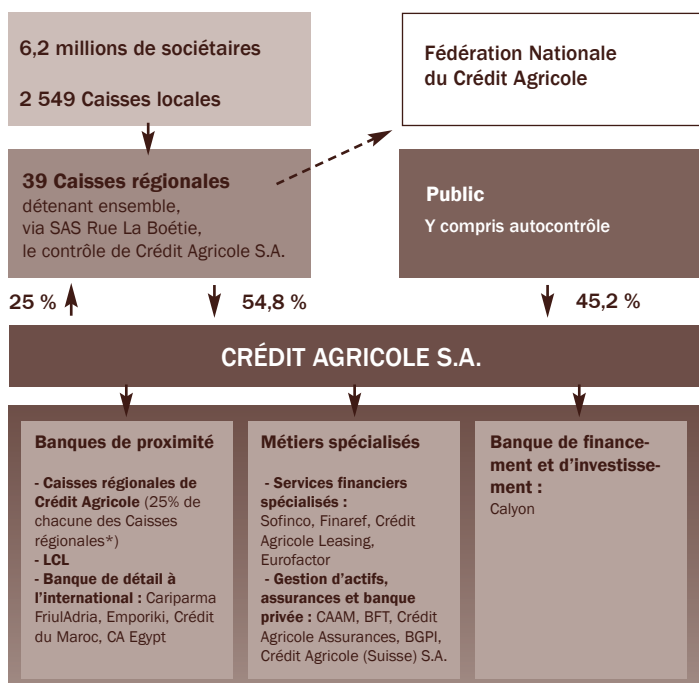 6,2 millions de sociétaires
2 549 Caisses locales
Fédération Nationale
du Crédit Agricole
39 Caisses régionales
détenant ensemble,
via SAS Rue La Boétie,
le contrôle de Crédit Agricole S.A.
Public
Y compris autocontrôle
25 %
54,8 %
45,2 %
CRÉDIT AGRICOLE S.A.
Banques de proximité
- Caisses régionales de
Crédit Agricole (25% de
chacune des Caisses
régionales*)
- LCL
- Banque de détail à
l'international : Cariparma
FriulAdria, Emporiki, Crédit
du Maroc, CA Egypt
Métiers spécialisés
- Services financiers
spécialisés :
Sofinco, Finaref, Crédit
Agricole Leasing,
Eurofactor
- Gestion d'actifs,
assurances et banque
privée : CAAM, BFT, Crédit
Agricole Assurances, BGPI,
Crédit Agricole (Suisse) S.A.
Banque de finance-
ment et d'investisse-
ment :
Calyon